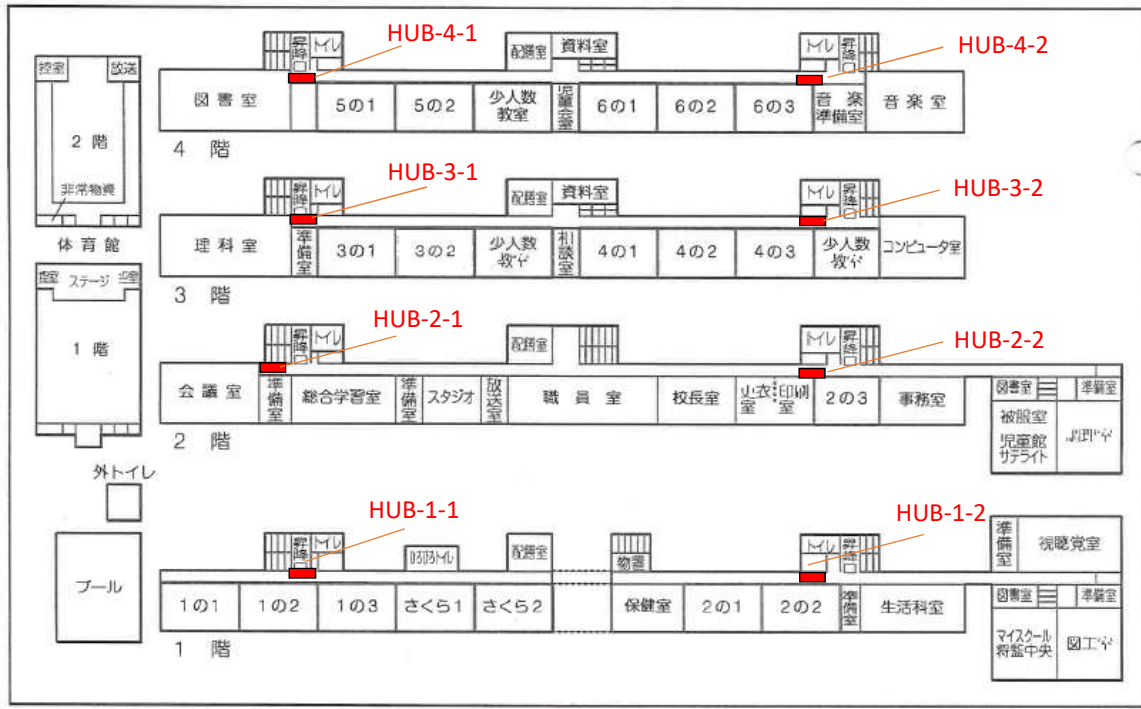 HUB-4-1
HUB-4-2
昇降口
トイレ
配膳室
資料室
トイレ
昇降口
図書室
5の1
5の2
少人数
教室
児童会室
6の1
6の2
6の3
音楽
準備室
音楽室
4階
控室
放送
2階
非常物資
体育館
HUB-3-1
HUB-3-2
昇降口
トイレ
配膳室
資料室
トイレ
昇降口
理科室
準備室
3の1
3の2
少人数
教室
相談室
4の1
4の2
4の3
少人数
教室
コンピュータ室
3階
控室
ステージ
1階
HUB-2-1
HUB-2-2
昇降口
トイレ
配膳室
トイレ
昇降口
会議室
準備室
総合学習室
準備室
スタジオ
放送室
職員室
校長室
印刷室
2の3
事務室
2階
図書室
準備室
被服室
児童館
サテライト
外トイレ
プール
HUB-1-1
HUB-1-2
昇降口
トイレ
ひろびろトイレ
配膳室
物置
トイレ
昇降口
1の1
1の2
1の3
さくら1
さくら2
保健室
2の1
2の2
準備室
生活科室
1階
準備室
視聴覚室
図書室
準備室
マイスクール
将監中央
図工室